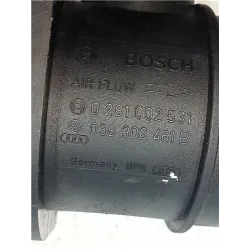 BOSCH
AIR FLOW
0 281 002 531
038 906 461 B
Germany